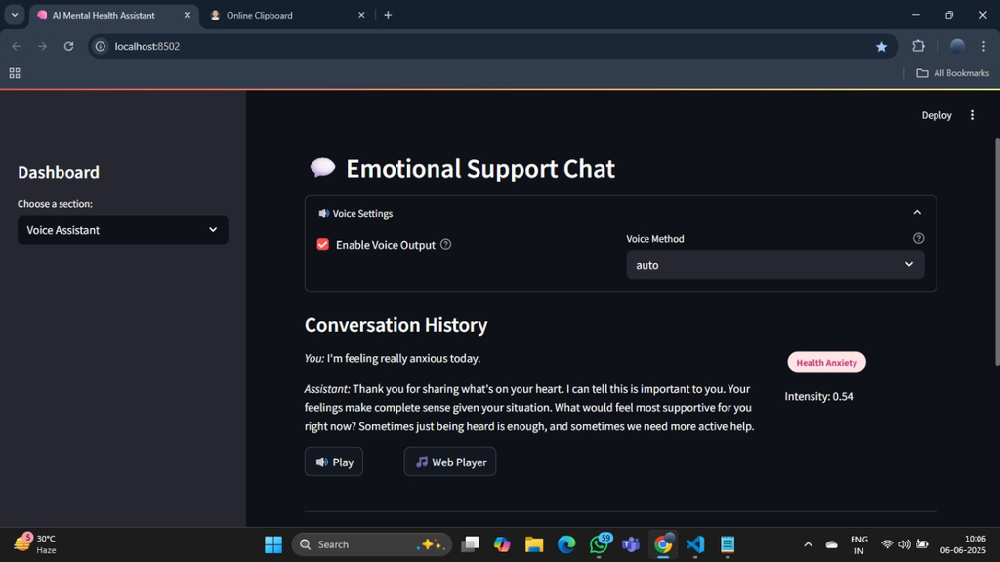 AI Mental Health Assistant
Online Clipboard
localhost:8502
All Bookmarks
Deploy
Dashboard
Choose a section:
Voice Assistant
Emotional Support Chat
Voice Settings
Enable Voice Output
Voice Method
auto
Conversation History
You: I'm feeling really anxious today.
Health Anxiety
Assistant: Thank you for sharing what's on your heart. I can tell this is important to you. Your
feelings make complete sense given your situation. What would feel most supportive for you
right now? Sometimes just being heard is enough, and sometimes we need more active help.
Intensity: 0.54
Play
Web Player
5
30°C
Haze
Search
59
ENG
IN
10:06
06-06-2025